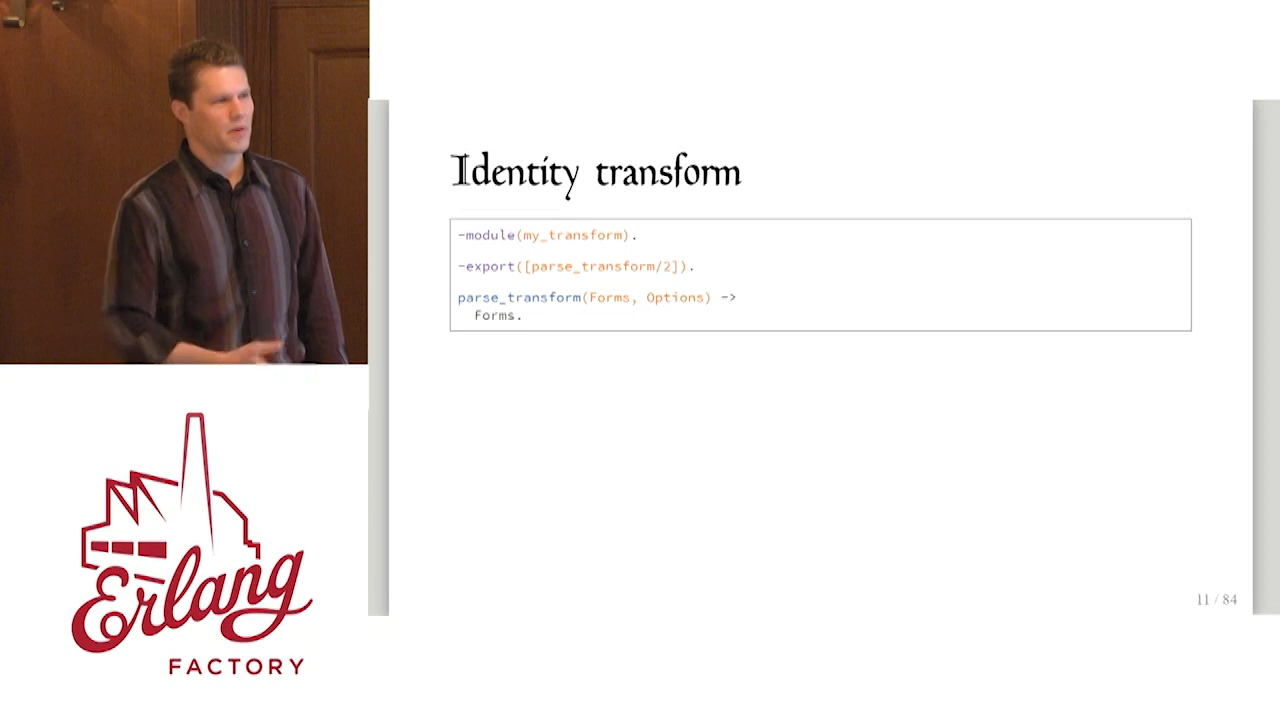 Identity transform
-module(my_transform).
-export([parse_transform/2]).
parse_transform(Forms, Options) ->
Forms.
11 / 84
Erlang
FACTORY